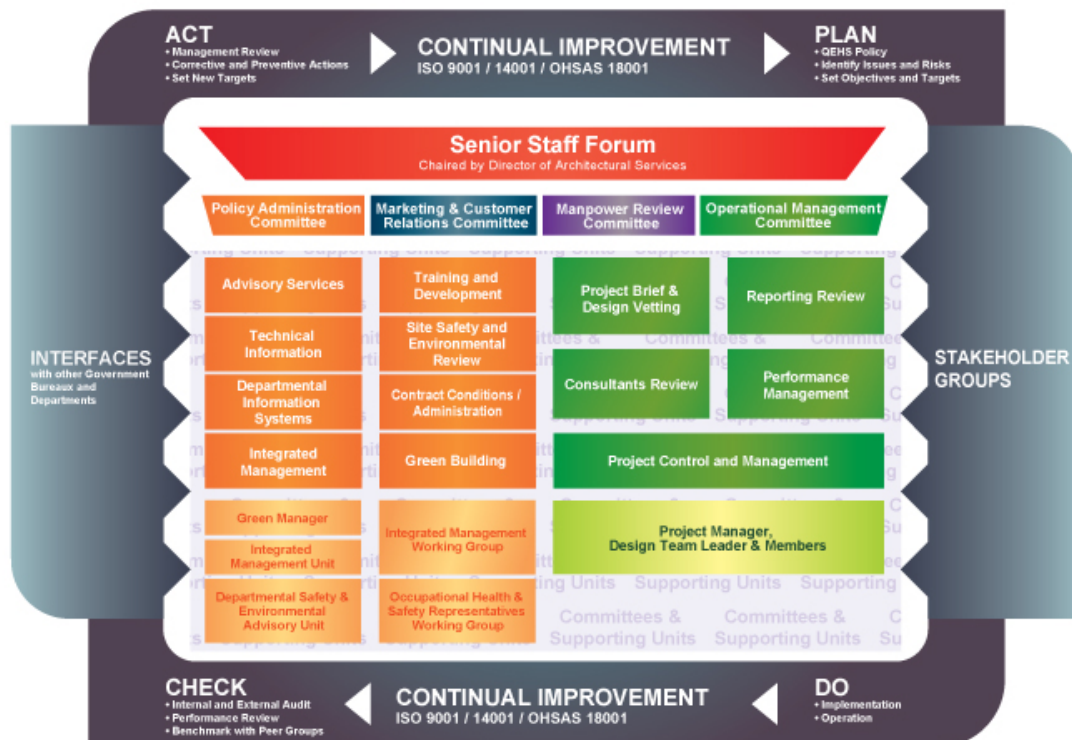 ACT
• Management Review
• Corrective and Preventive Actions
• Set New Targets
CONTINUAL IMPROVEMENT
ISO 9001 / 14001 / OHSAS 18001
PLAN
• QEHS Policy
• Identify Issues and Risks
• Set Objectives and Targets
Senior Staff Forum
Chaired by Director of Architectural Services
Policy Administration
Committee
Marketing & Customer
Relations Committee
Manpower Review
Committee
Operational Management
Committee
INTERFACES
with other Government
Bureaux and
Departments
Advisory Services
Technical
Information
Departmental
Information
Systems
Integrated
Management
Green Manager
Integrated
Management Unit
Departmental Safety &
Environmental
Advisory Unit
Training and
Development
Site Safety and
Environmental
Review
Contract Conditions /
Administration
Green Building
Integrated Management
Working Group
Occupational Health &
Safety Representatives
Working Group
Project Brief &
Design Vetting
Reporting Review
Consultants Review
Performance
Management
Project Control and Management
Project Manager,
Design Team Leader & Members
Supporting Units
Supporting Units
Committees &
Supporting Units
Committees &
Supporting Units
STAKEHOLDER
GROUPS
CHECK
• Internal and External Audit
• Performance Review
• Benchmark with Peer Groups
CONTINUAL IMPROVEMENT
ISO 9001 / 14001 / OHSAS 18001
DO
• Implementation
• Operation